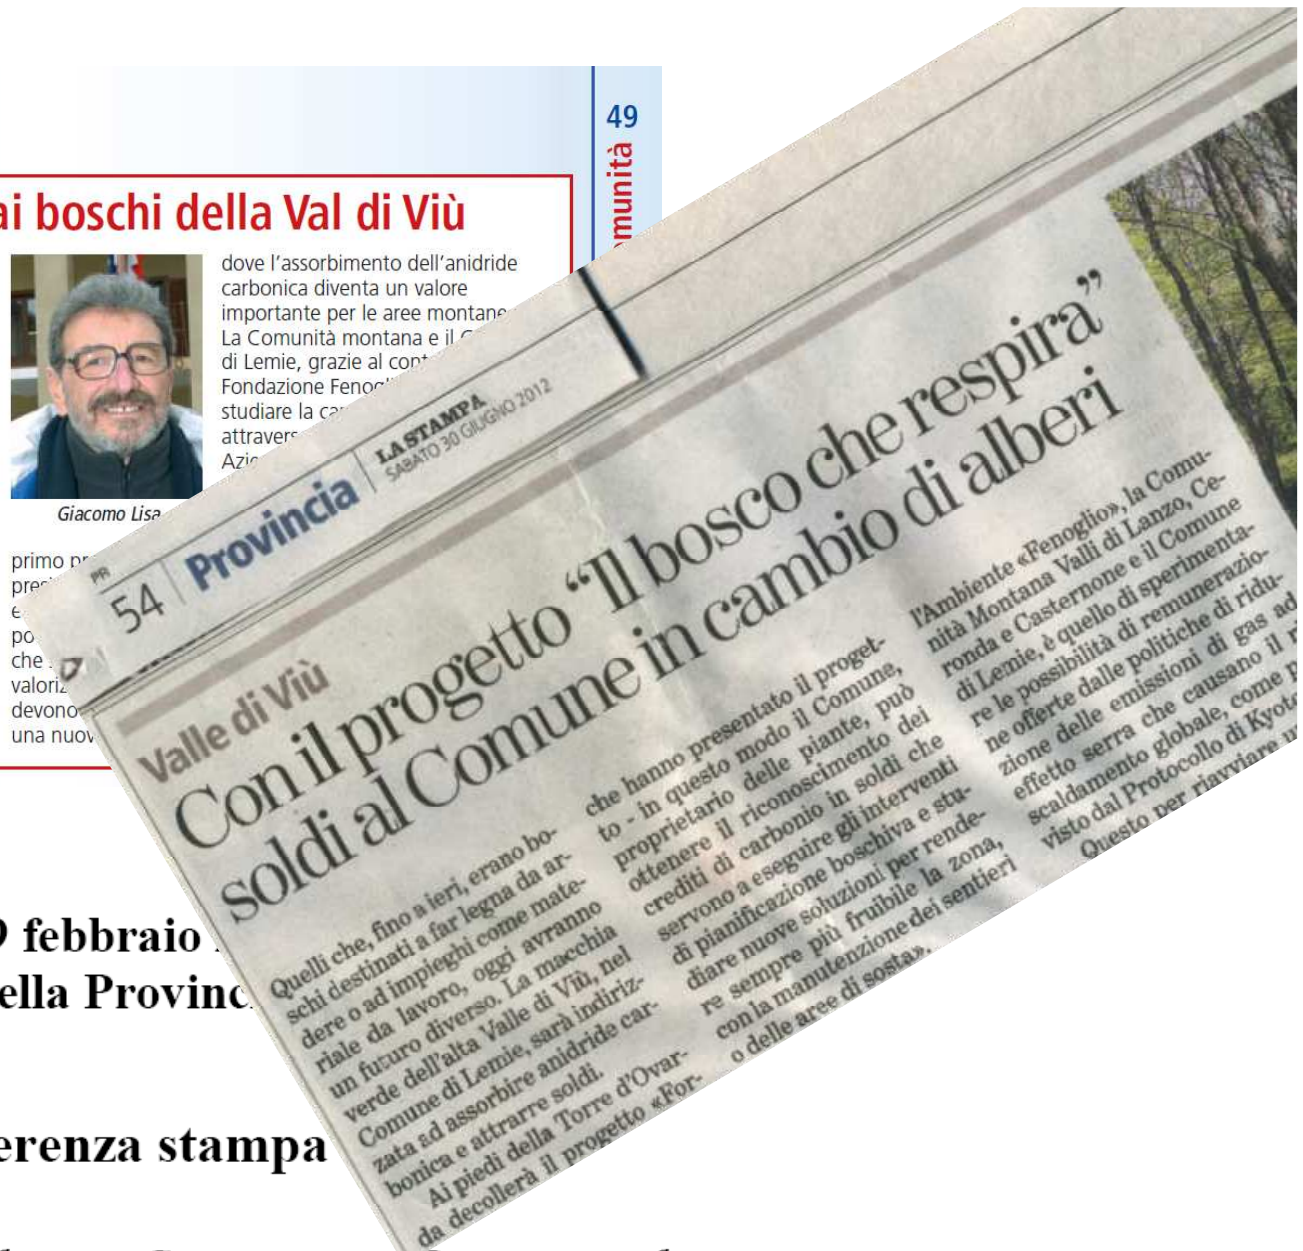 49
omunità
ai boschi della Val di Viù
dove l'assorbimento dell'anidride
carbonica diventa un valore
importante per le aree montane
La Comunità montana e il
di Lemie, grazie al
Fondazione
studiare la
Giacomo Lisa
primo
che
devono
una
PR
54 Provincia
LA STAMPA
SABATO 30 GIUGNO 2012
Valle di Viù
Con il progetto “Il bosco che respira”
soldi al Comune in cambio di alberi
Quelli che, fino a ieri, erano bo-
schi destinati a far legna da ar-
dere o ad impieghi come mate-
riale da lavoro, oggi avranno
un futuro diverso. La macchia
verde dell'alta Valle di Viù, nel
Comune di Lemie, sarà indiriz-
zata ad assorbire anidride car-
bonica e attrarre soldi.
Ai piedi della Torre d'Ovar-
da decollerà il progetto «For-
che hanno presentato il proget-
to - in questo modo il Comune,
proprietario delle piante, può
ottenere il riconoscimento dei
crediti di carbonio in soldi che
servono a eseguire gli interventi
di pianificazione boschiva e stu-
diare nuove soluzioni per rende-
re sempre più fruibile la zona,
con la manutenzione dei sentieri
o delle aree di sosta».
l'Ambiente «Fenoglio», la Comu-
nità Montana Valli di Lanzo, Ce-
ronda e Casternone e il Comune
di Lemie, è quello di sperimenta-
re le possibilità di remunerazio-
ne offerte dalle politiche di ridu-
zione delle emissioni di gas ad
effetto serra che causano il
scaldamento globale, come
visto dal Protocollo di Kyoto
Questo per riavviare
9 febbraio
ella Provinc
erenza stampa